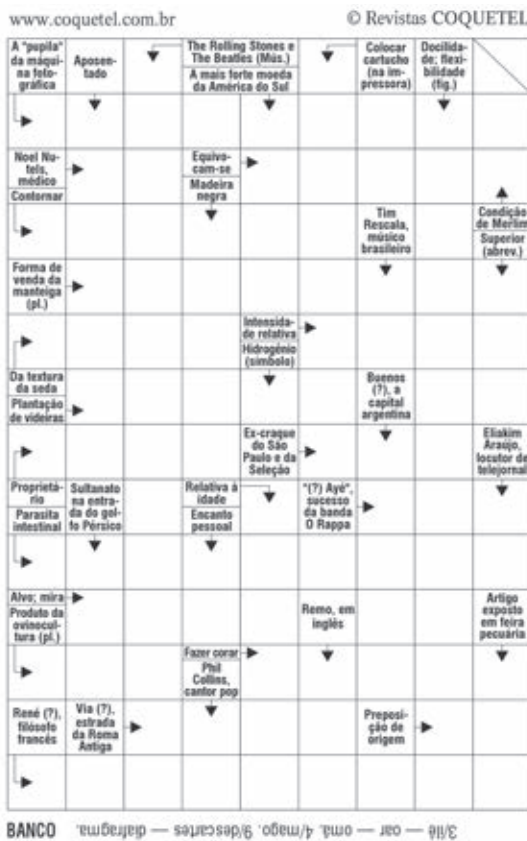 www.coquetel.com.br
© Revistas COQUETEL
A "pupila"
da máqui-
na foto-
gráfica
Aposen-
tado
The Rolling Stones e
The Beatles (Mús.)
A mais forte moeda
da América do Sul
Colocar
cartucho
(na im-
pressora)
Docilida-
de; flexi-
bilidade
(fig.)
Noel Nu-
tels,
médico
Contornar
Equivo-
cam-se
Madeira
negra
Tim
Rescala,
músico
brasileiro
Condição
de Merlim
Superior
(abrev.)
Forma de
venda da
manteiga
(pl.)
Intensida-
de relativa
Hidrogênio
(símbolo)
Da textura
da seda
Plantação
de videiras
Buenos
(?), a
capital
argentina
Ex-craque
do São
Paulo e da
Seleção
Eliakim
Araújo,
locutor de
telejornal
Proprietá-
rio
Parasita
intestinal
Sultanato
na entra-
da do gol-
fo Pérsico
Relativa à
idade
Encanto
pessoal
"(?) Ayê",
sucesso
da banda
O Rappa
Alvo; mira
Produto da
ovinocul-
tura (pl.)
Remo, em
inglês
Artigo
exposto
em feira
pecuária
Fazer corar
Phil
Collins,
cantor pop
René (?),
filósofo
francês
Via (?),
estrada
da Roma
Antiga
Preposi-
ção de
origem
BANCO
3/ilê — oar — omã. 4/mago. 9/descartes — diafragma.